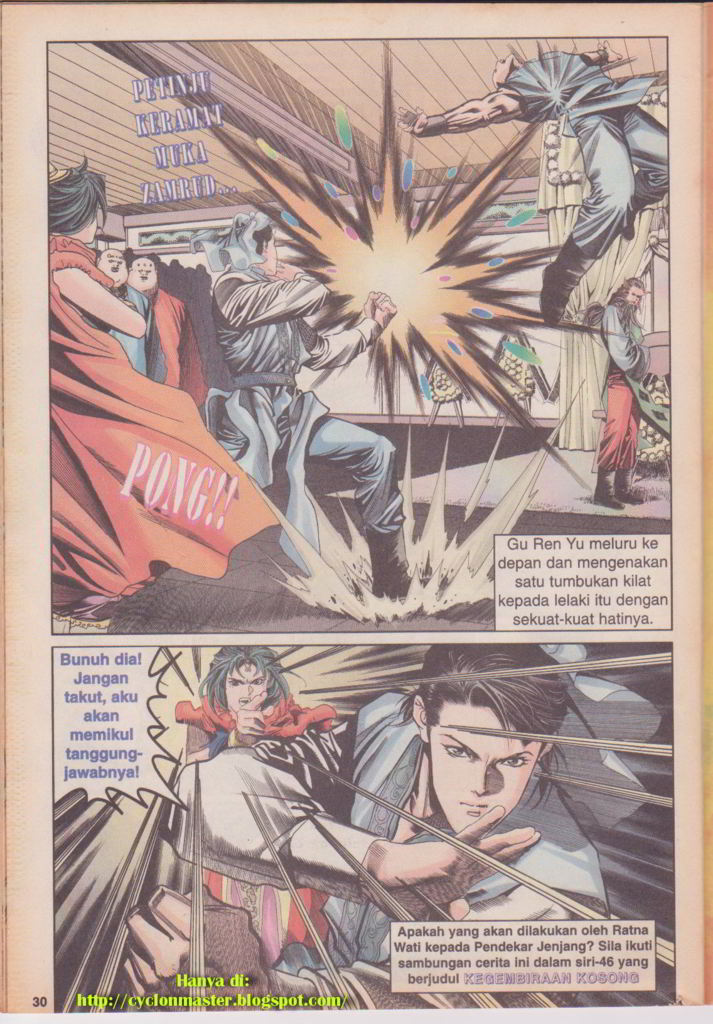 PETINJU
KERAMAT
MUKA
ZAMRUD...
PONG!!
Gu Ren Yu meluru ke
depan dan mengenakan
satu tumbukan kilat
kepada lelaki itu dengan
sekuat-kuat hatinya.
Bunuh dia!
Jangan
takut, aku
akan
memikul
tanggung-
jawabnya!
Apakah yang akan dilakukan oleh Ratna
Wati kepada Pendekar Jenjang? Sila ikuti
sambungan cerita ini dalam siri-46 yang
berjudul KEGEMBIRAAN KOSONG
30
Hanya di:
http://cyclonmaster.blogspot.com/